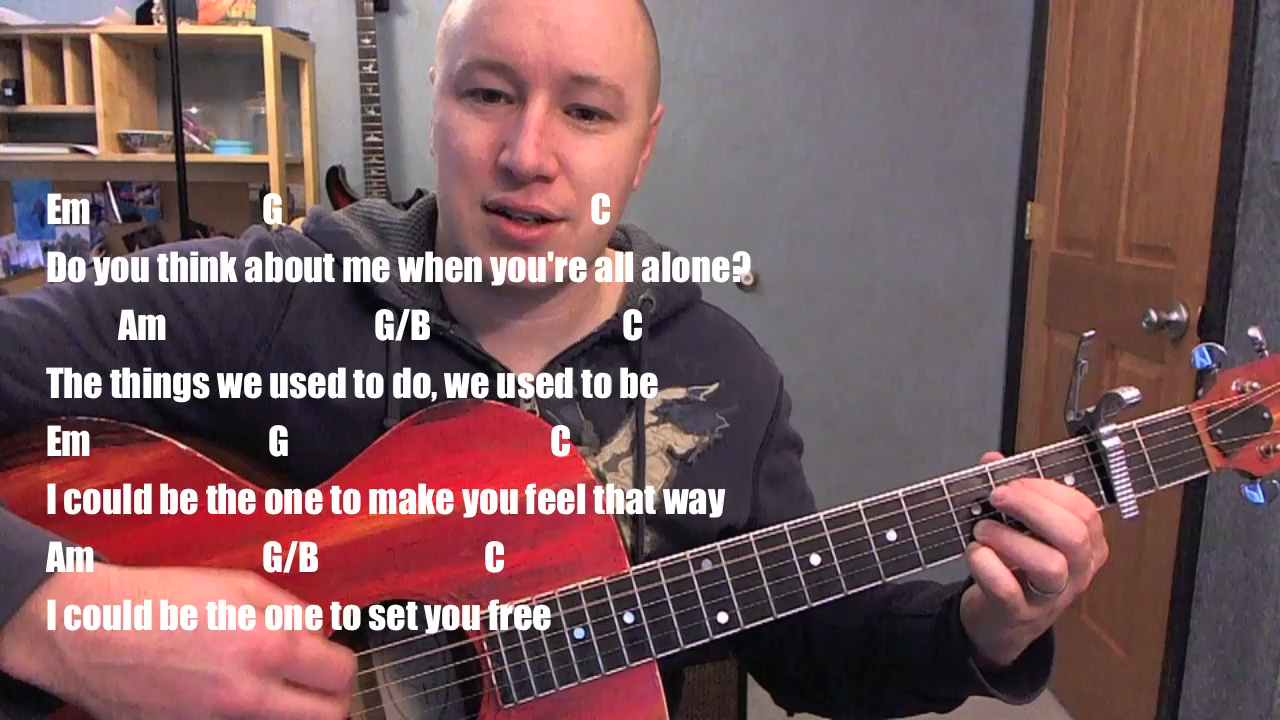 Em G C
Do you think about me when you're all alone?
Am G/B C
The things we used to do, we used to be
Em G C
I could be the one to make you feel that way
Am G/B C
I could be the one to set you free